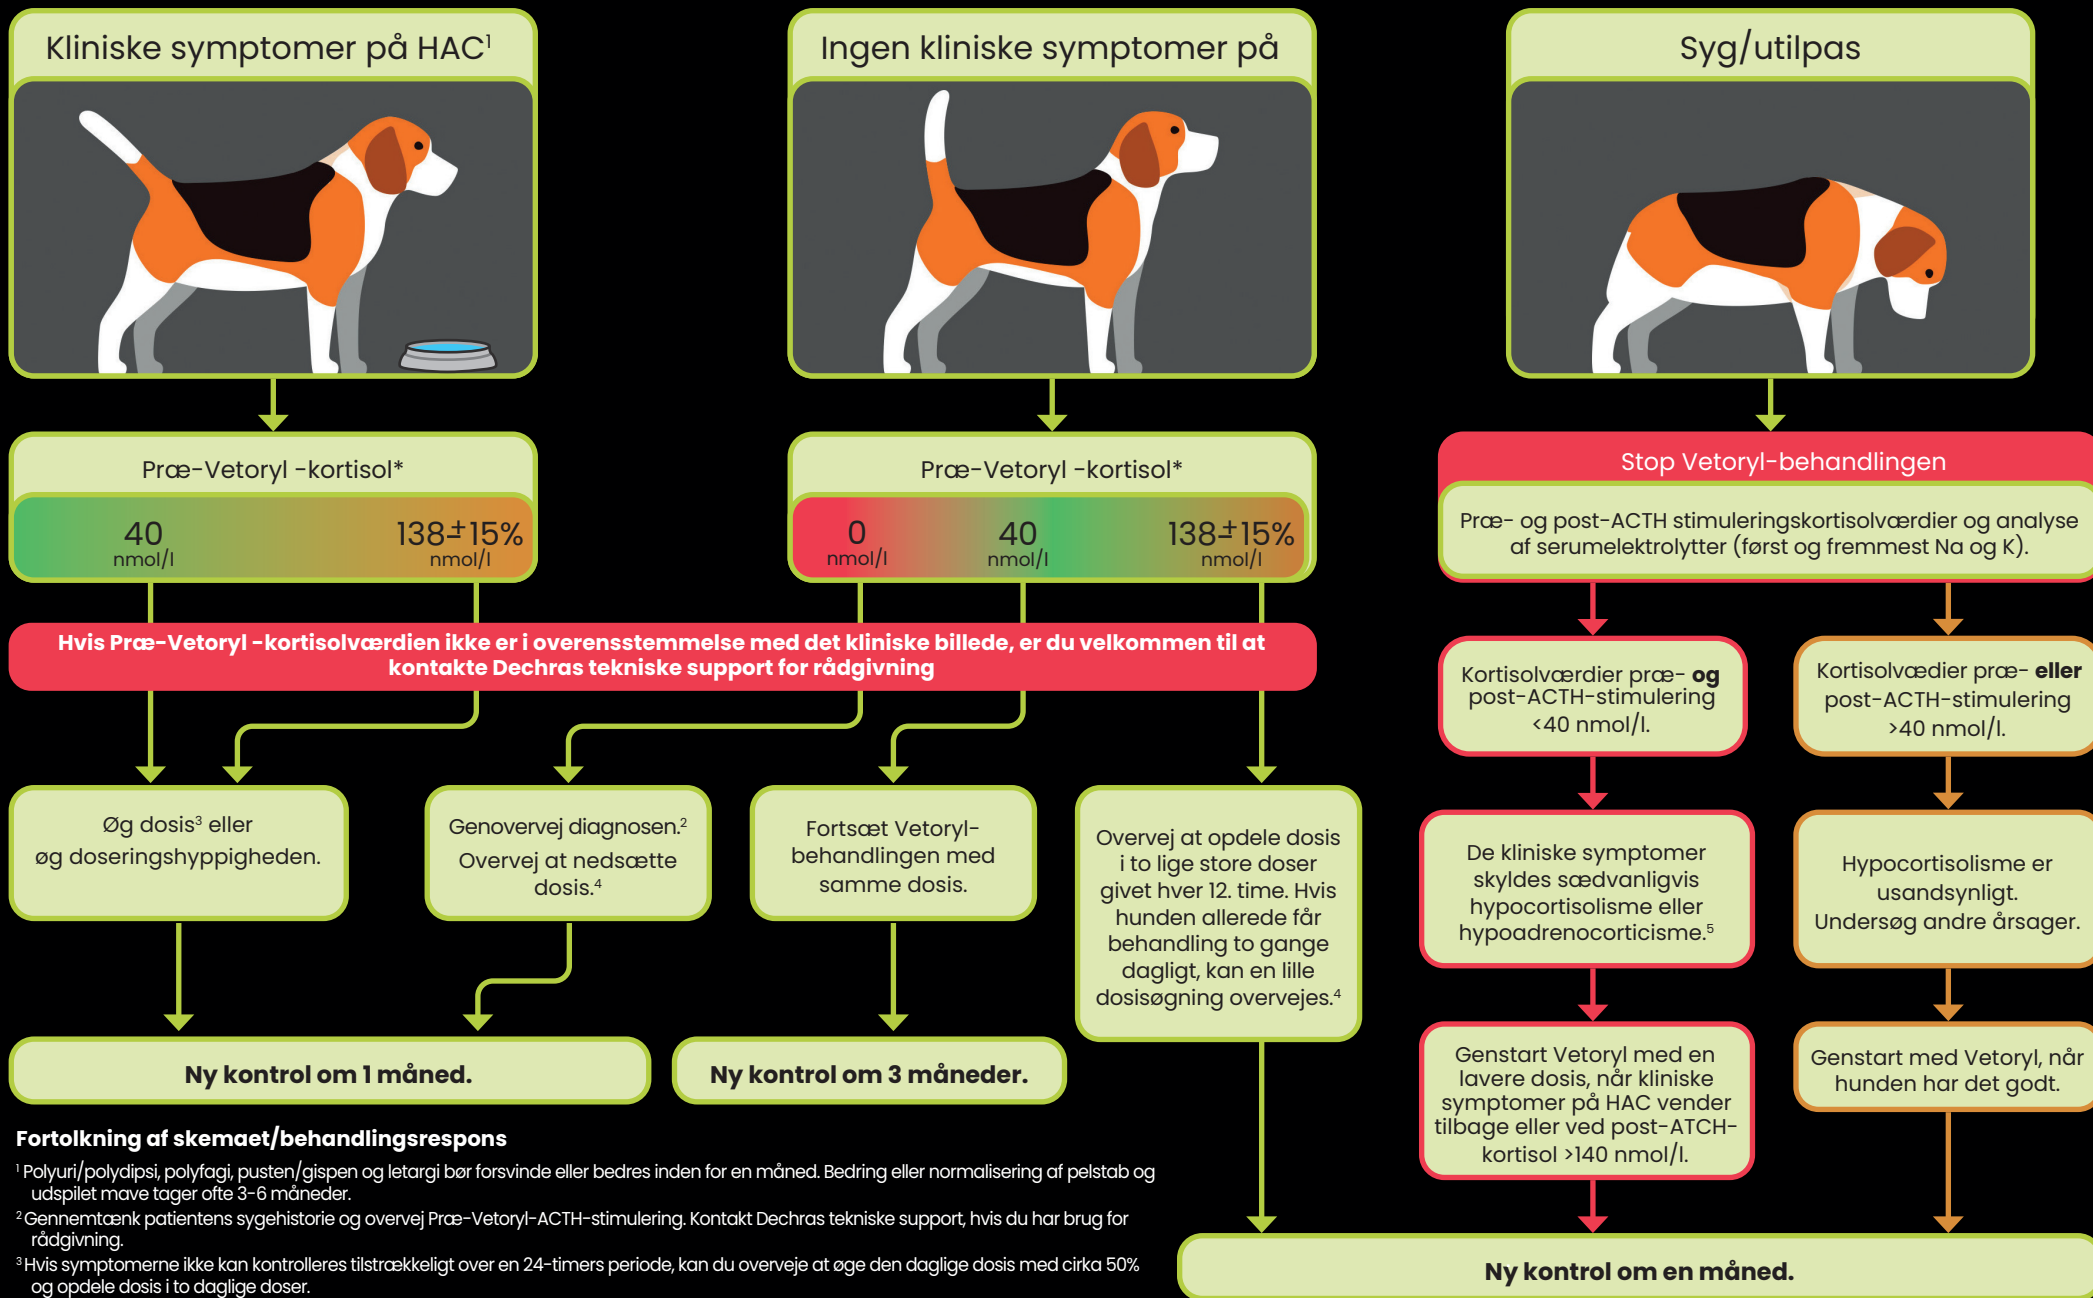 Kliniske symptomer på HAC¹
Ingen kliniske symptomer på
Syg/utilpas
Præ-Vetoryl -kortisol*
40
nmol/l
138±15%
nmol/l
Præ-Vetoryl -kortisol*
0
nmol/l
40
nmol/l
138±15%
nmol/l
Stop Vetoryl-behandlingen
Præ- og post-ACTH stimuleringskortisolværdier og analyse
af serumelektrolytter (først og fremmest Na og K).
Hvis Præ-Vetoryl -kortisolværdien ikke er i overensstemmelse med det kliniske billede, er du velkommen til at
kontakte Dechras tekniske support for rådgivning
Kortisolværdier præ- og
post-ACTH-stimulering
<40 nmol/l.
Kortisolvædier præ- eller
post-ACTH-stimulering
>40 nmol/l.
Øg dosis³ eller
øg doseringshyppigheden.
Genovervej diagnosen.²
Overvej at nedsætte
dosis.⁴
Fortsæt Vetoryl-
behandlingen med
samme dosis.
Overvej at opdele dosis
i to lige store doser
givet hver 12. time. Hvis
hunden allerede får
behandling to gange
dagligt, kan en lille
dosisøgning overvejes.⁴
De kliniske symptomer
skyldes sædvanligvis
hypocortisolisme eller
hypoadrenocorticisme.⁵
Hypocortisolisme er
usandsynligt.
Undersøg andre årsager.
Ny kontrol om 1 måned.
Ny kontrol om 3 måneder.
Genstart Vetoryl med en
lavere dosis, når kliniske
symptomer på HAC vender
tilbage eller ved post-ATCH-
kortisol >140 nmol/l.
Genstart med Vetoryl, når
hunden har det godt.
Ny kontrol om en måned.
Fortolkning af skemaet/behandlingsrespons
¹ Polyuri/polydipsi, polyfagi, pusten/gispen og letargi bør forsvinde eller bedres inden for en måned. Bedring eller normalisering af pelstab og
udspilet mave tager ofte 3-6 måneder.
² Gennemtænk patientens sygehistorie og overvej Præ-Vetoryl-ACTH-stimulering. Kontakt Dechras tekniske support, hvis du har brug for
rådgivning.
³ Hvis symptomerne ikke kan kontrolleres tilstrækkeligt over en 24-timers periode, kan du overveje at øge den daglige dosis med cirka 50%
og opdele dosis i to daglige doser.